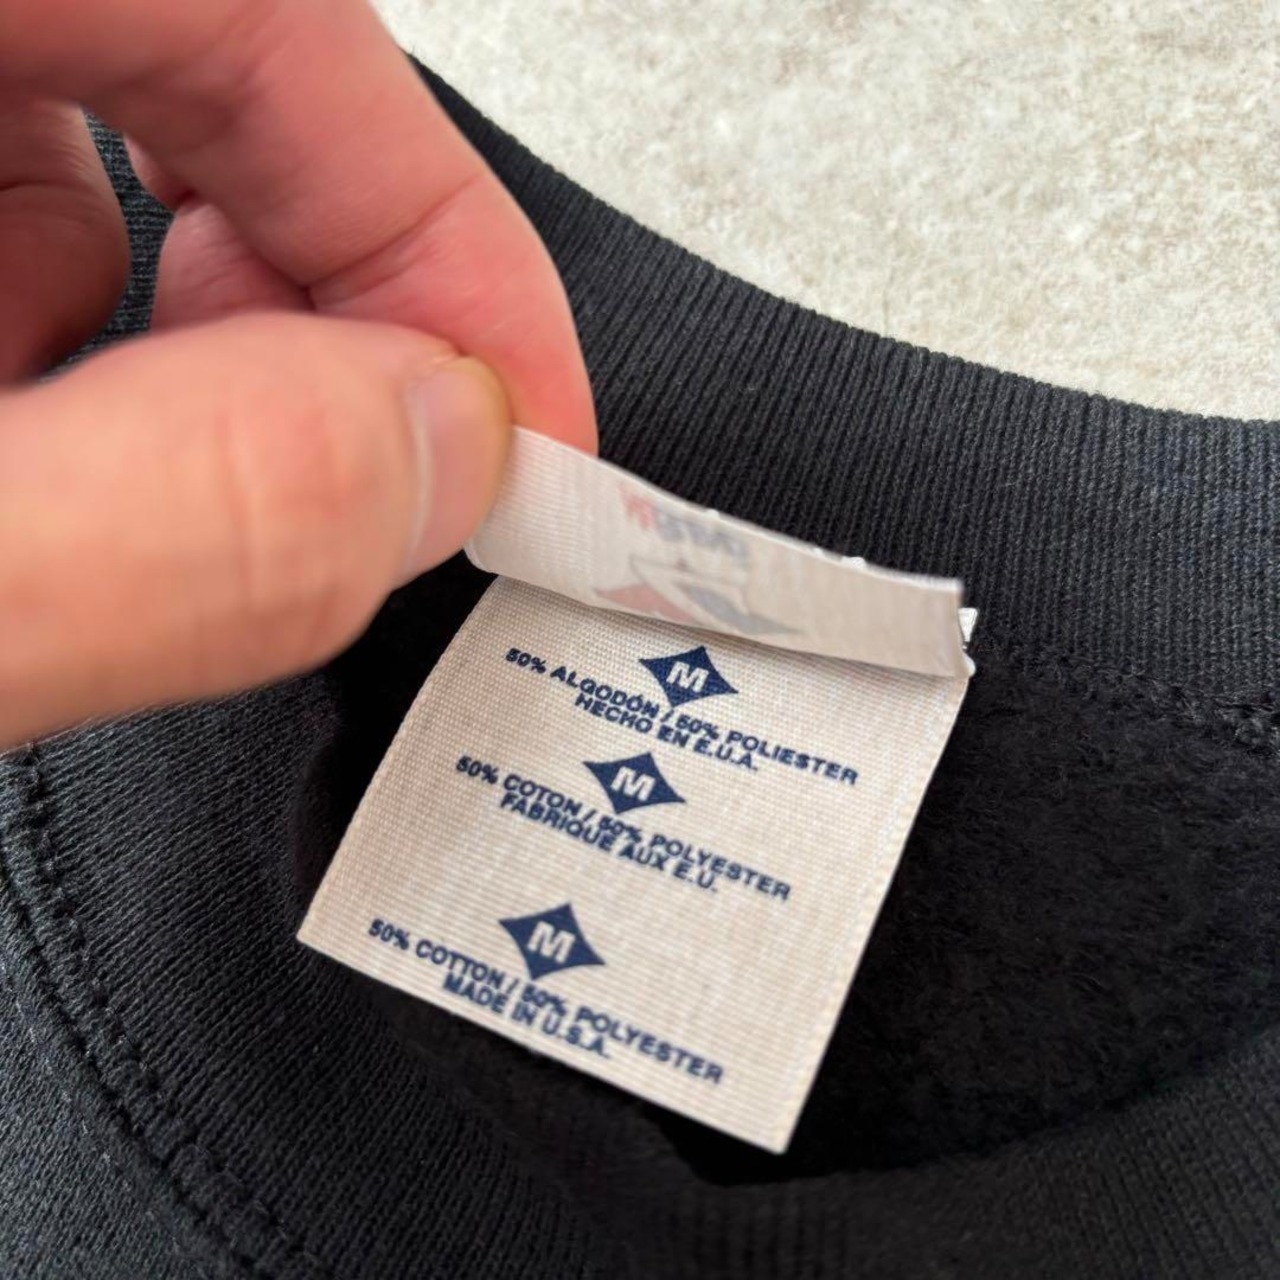 M
50% ALGODÓN / 50% POLIESTER
HECHO EN E.U.A.
M
50% COTON / 50% POLYESTER
FABRIQUE AUX E.U.
M
50% COTTON / 50% POLYESTER
MADE IN U.S.A.